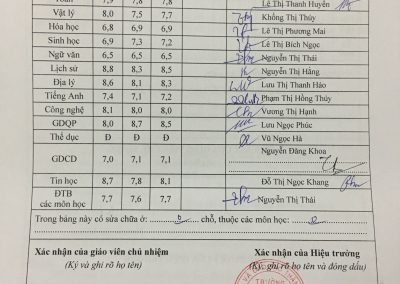 Toán 7,9 7,8 7,8 Lê Thị Thanh Huyền
Vật lý 8,0 7,5 7,7 Khổng Thị Thúy
Hóa học 6,8 6,9 6,9 Lê Thị Phương Mai
Sinh học 6,9 7,3 7,2 Lê Thị Bích Ngọc
Ngữ văn 6,5 6,5 6,5 Nguyễn Thị Thái
Lịch sử 8,8 8,3 8,5 Nguyễn Thị Hằng
Địa lý 8,6 8,1 8,3 Lưu Thị Thanh Hảo
Tiếng Anh 7,4 7,1 7,2 Phạm Thị Hồng Thúy
Công nghệ 8,1 8,0 8,0 Vương Thị Hạnh
GDQP 8,0 8,7 8,5 Lưu Ngọc Phúc
Thể dục Đ Đ Đ Vũ Ngọc Hà
GDCD 7,0 7,1 7,1 Nguyễn Đăng Khoa
Tin học 8,7 7,8 8,1 Đỗ Thị Ngọc Khang
ĐTB
các môn học 7,7 7,6 7,7 Nguyễn Thị Thái
Trong bảng này có sửa chữa ở: 0 chỗ, thuộc các môn học: 0
Xác nhận của giáo viên chủ nhiệm Xác nhận của Hiệu trưởng
(Ký và ghi rõ họ tên) (Ký, ghi rõ họ tên và đóng dấu)
TRƯỜNG